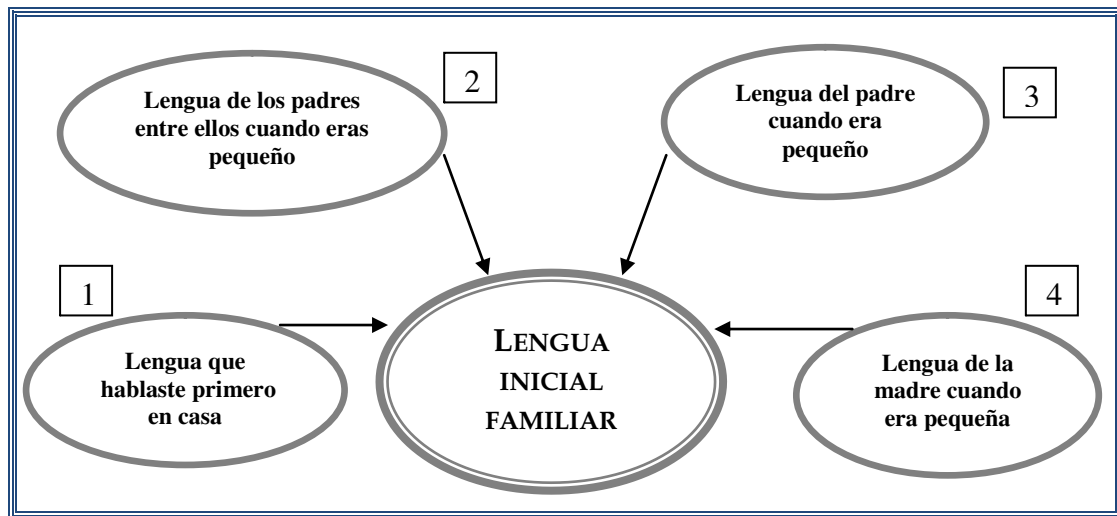 2
Lengua de los padres
entre ellos cuando eras
pequeño
3
Lengua del padre
cuando era
pequeño
1
Lengua que
hablaste primero
en casa
LENGUA
INICIAL
FAMILIAR
4
Lengua de la
madre cuando
era pequeña